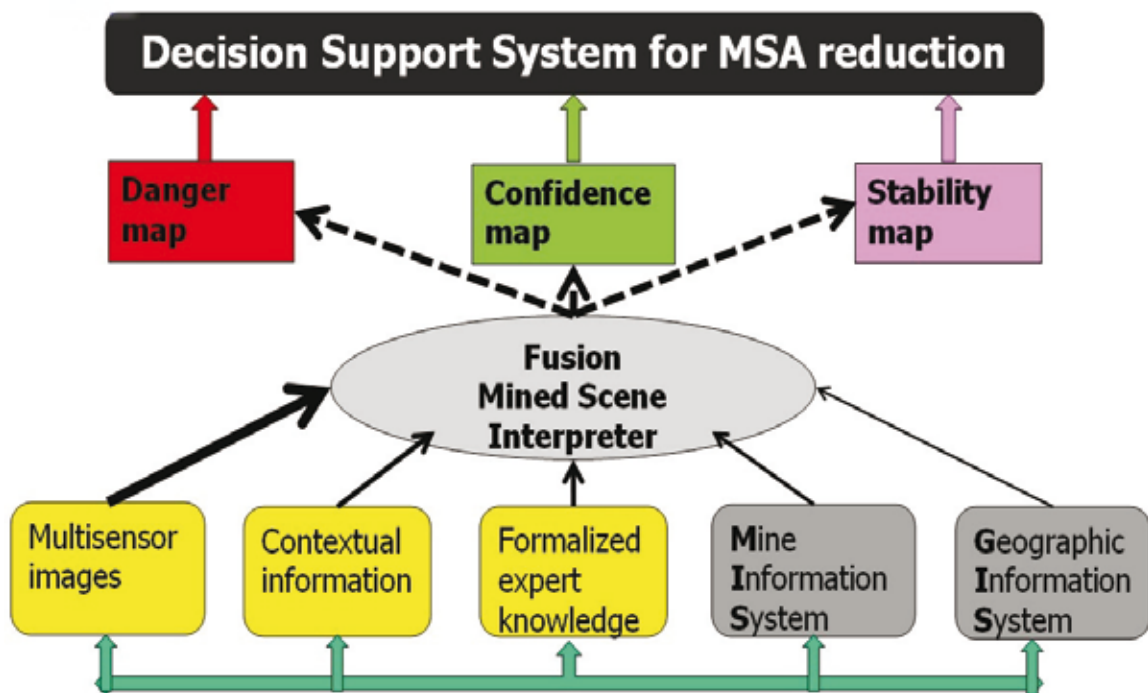 Decision Support System for MSA reduction
Danger
map
Confidence
map
Stability
map
Fusion
Mined Scene
Interpreter
Multisensor
images
Contextual
information
Formalized
expert
knowledge
Mine
Information
System
Geographic
Information
System